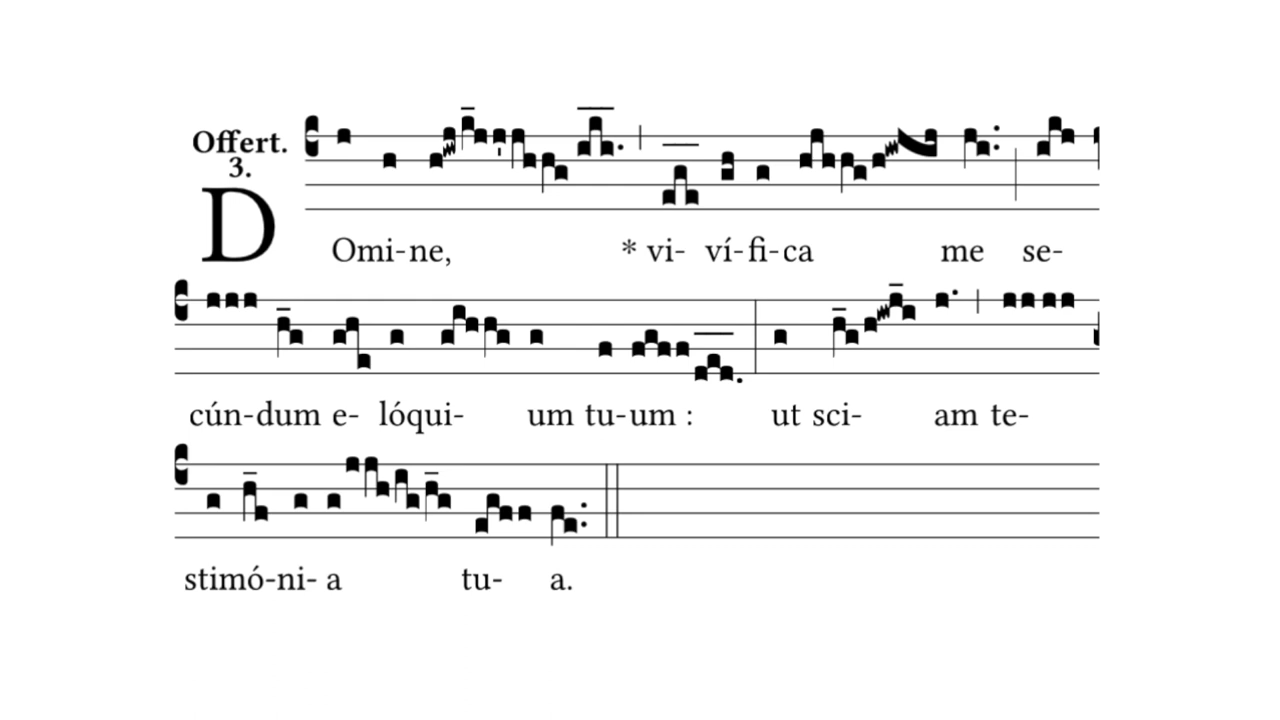 Offert.
3.
DOmi-ne, * vi- ví-fi-ca me se-
cún-dum e- lóqui- um tu-um : ut sci- am te-
stimó-ni- a tu- a.